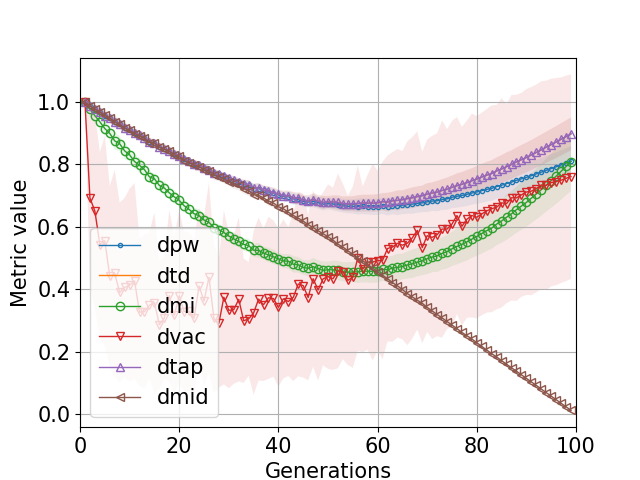 1.0
0.8
0.6
0.4
0.2
0.0
Metric value
dpw
dtd
dmi
dvac
dtap
dmid
0 20 40 60 80 100
Generations